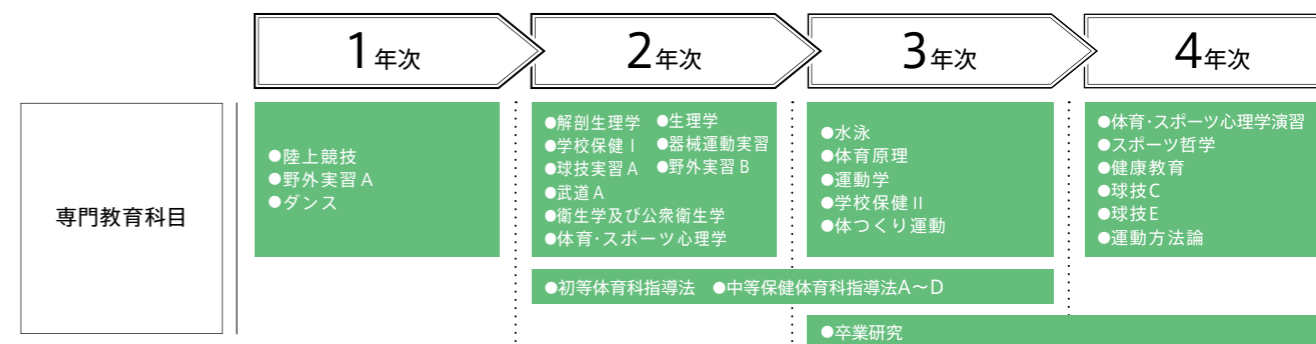 1年次
2年次
3年次
4年次
専門教育科目
●陸上競技
●野外実習A
●ダンス
●解剖生理学 ●生理学
●学校保健Ⅰ ●器械運動実習
●球技実習A ●野外実習B
●武道A
●衛生学及び公衆衛生学
●体育・スポーツ心理学
●水泳
●体育原理
●運動学
●学校保健Ⅱ
●体つくり運動
●体育・スポーツ心理学演習
●スポーツ哲学
●健康教育
●球技C
●球技E
●運動方法論
●初等体育科指導法 ●中等保健体育科指導法A〜D
●卒業研究